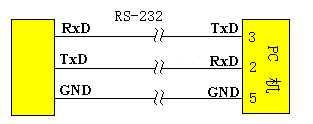 RS-232
RxD TxD 3
TxD RxD 2
GND GND 5
PC 机